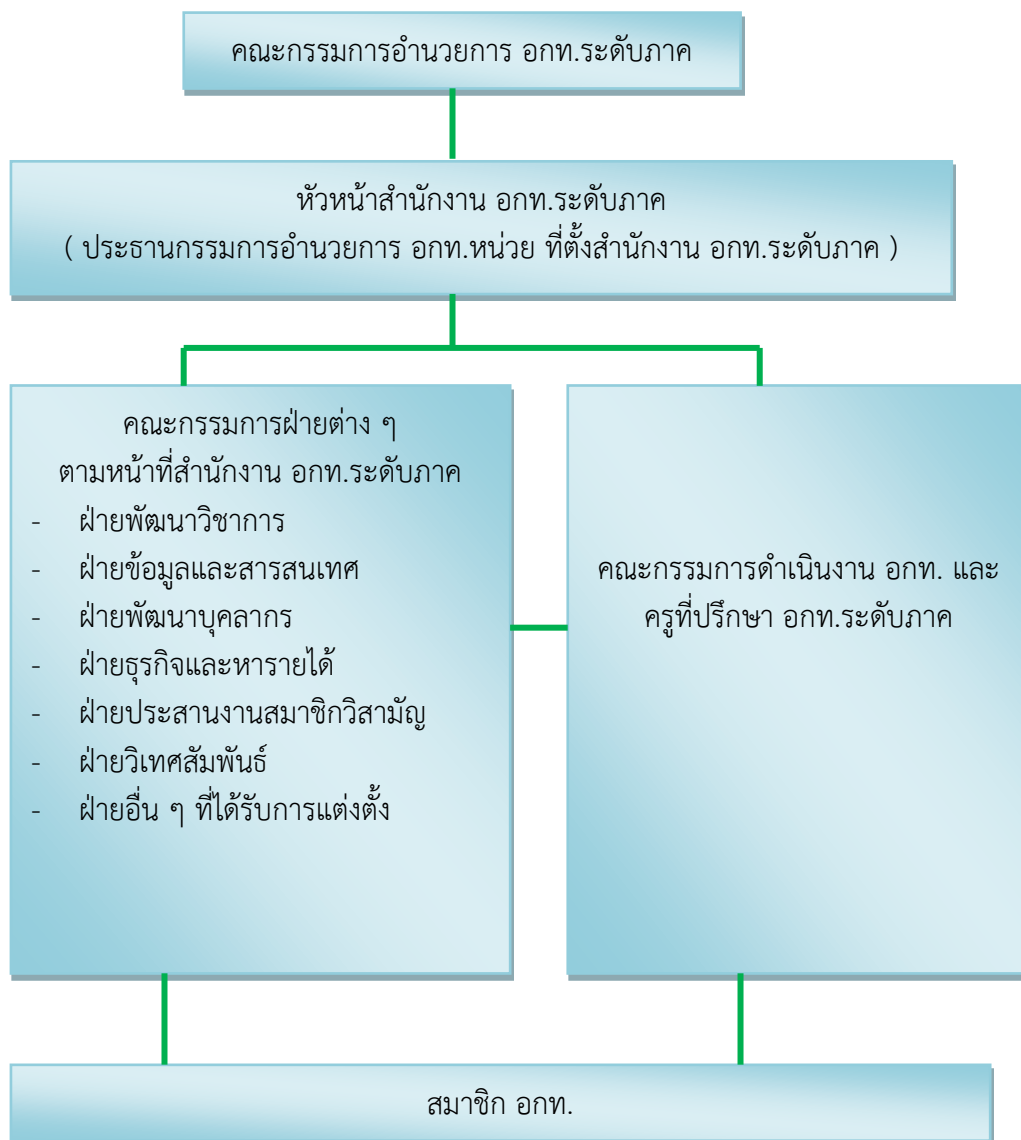 คณะกรรมการอำนวยการ อกท.ระดับภาค
หัวหน้าสำนักงาน อกท.ระดับภาค
( ประธานกรรมการอำนวยการ อกท.หน่วย ที่ตั้งสำนักงาน อกท.ระดับภาค )
คณะกรรมการฝ่ายต่าง ๆ
ตามหน้าที่สำนักงาน อกท.ระดับภาค
- ฝ่ายพัฒนาวิชาการ
- ฝ่ายข้อมูลและสารสนเทศ
- ฝ่ายพัฒนาบุคลากร
- ฝ่ายธุรกิจและหารายได้
- ฝ่ายประสานงานสมาชิกวิสามัญ
- ฝ่ายวิเทศสัมพันธ์
- ฝ่ายอื่น ๆ ที่ได้รับการแต่งตั้ง
คณะกรรมการดำเนินงาน อกท. และ
ครูที่ปรึกษา อกท.ระดับภาค
สมาชิก อกท.